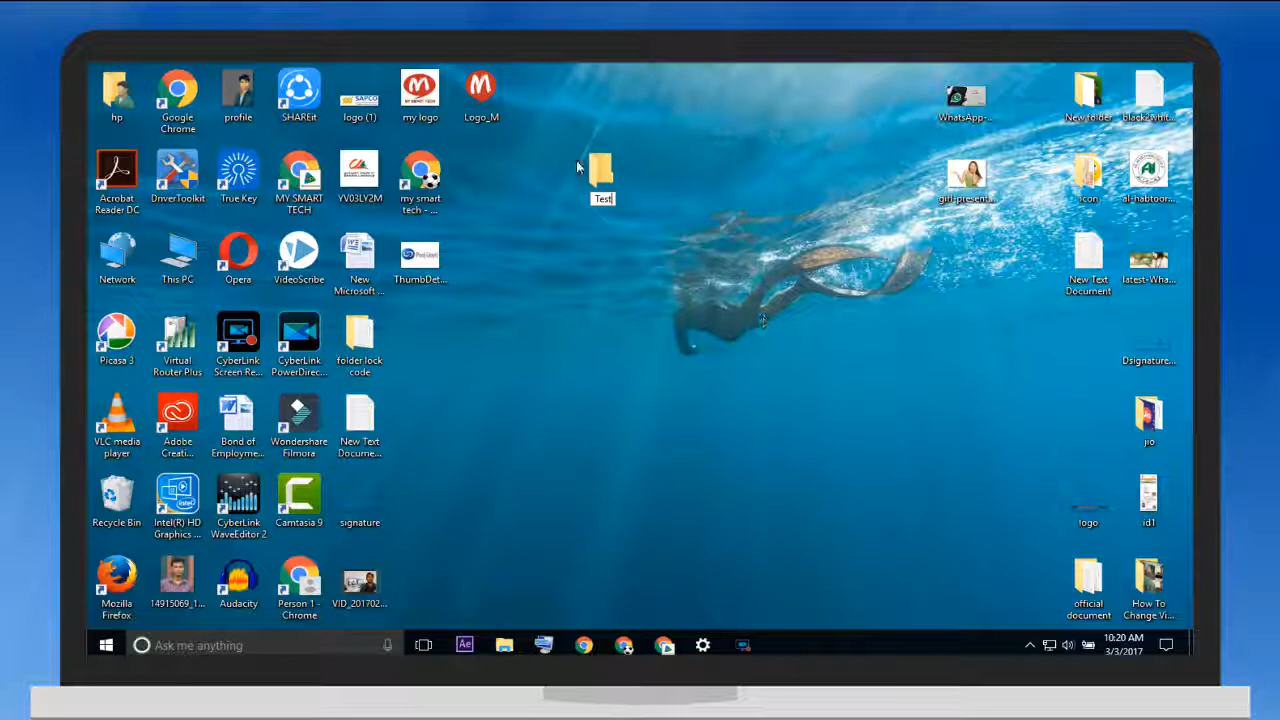 hp
Google
Chrome
profile
SHAREit
SAPCO
logo (1)
M
my logo
M
Logo_M
WhatsApp-...
New folder
black2whit...
Acrobat
Reader DC
DriverToolkit
True Key
MY SMART
TECH
YV03LY2M
my smart
tech - ...
Test
girl-present...
icon
al-habtoor...
Network
This PC
Opera
VideoScribe
New
Microsoft ...
ThumbDet...
New Text
Document
latest-Wha...
Picasa 3
Virtual
Router Plus
CyberLink
Screen Re...
CyberLink
PowerDirec...
folder lock
code
Dsignature...
VLC media
player
Adobe
Creati...
Bond of
Employme...
Wondershare
Filmora
New Text
Docume...
jio
Recycle Bin
Intel(R) HD
Graphics ...
CyberLink
WaveEditor 2
Camtasia 9
signature
logo
id1
Mozilla
Firefox
14915069_1...
Audacity
Person 1 -
Chrome
VID_201702...
official
document
How To
Change Vi...
Ask me anything
Ae
10:20 AM
3/3/2017